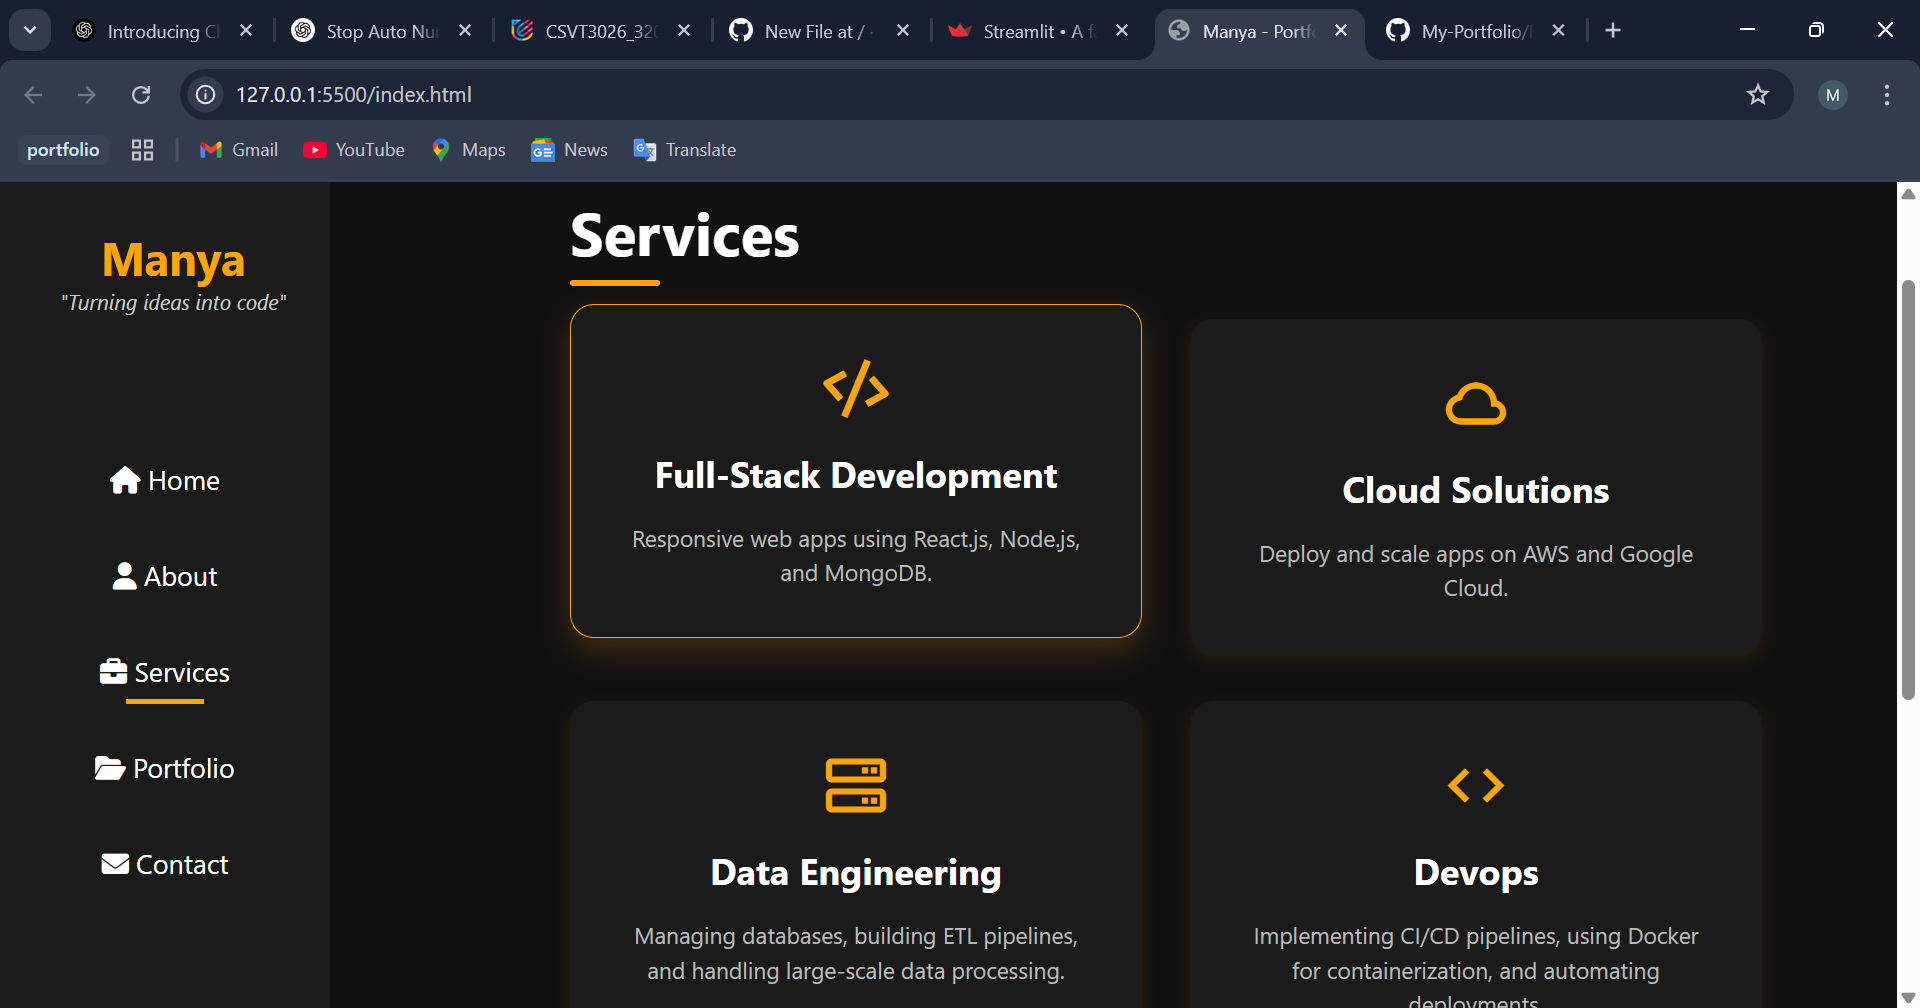 Introducing C
Stop Auto Nu
CSVT3026_320
New File at /
Streamlit • A f
Manya - Portf
My-Portfolio/
127.0.0.1:5500/index.html
M
portfolio
Gmail
YouTube
Maps
News
Translate
Manya
"Turning ideas into code"
Home
About
Services
Portfolio
Contact
Services
Full-Stack Development
Responsive web apps using React.js, Node.js,
and MongoDB.
Cloud Solutions
Deploy and scale apps on AWS and Google
Cloud.
Data Engineering
Managing databases, building ETL pipelines,
and handling large-scale data processing.
Devops
Implementing CI/CD pipelines, using Docker
for containerization, and automating
deployments